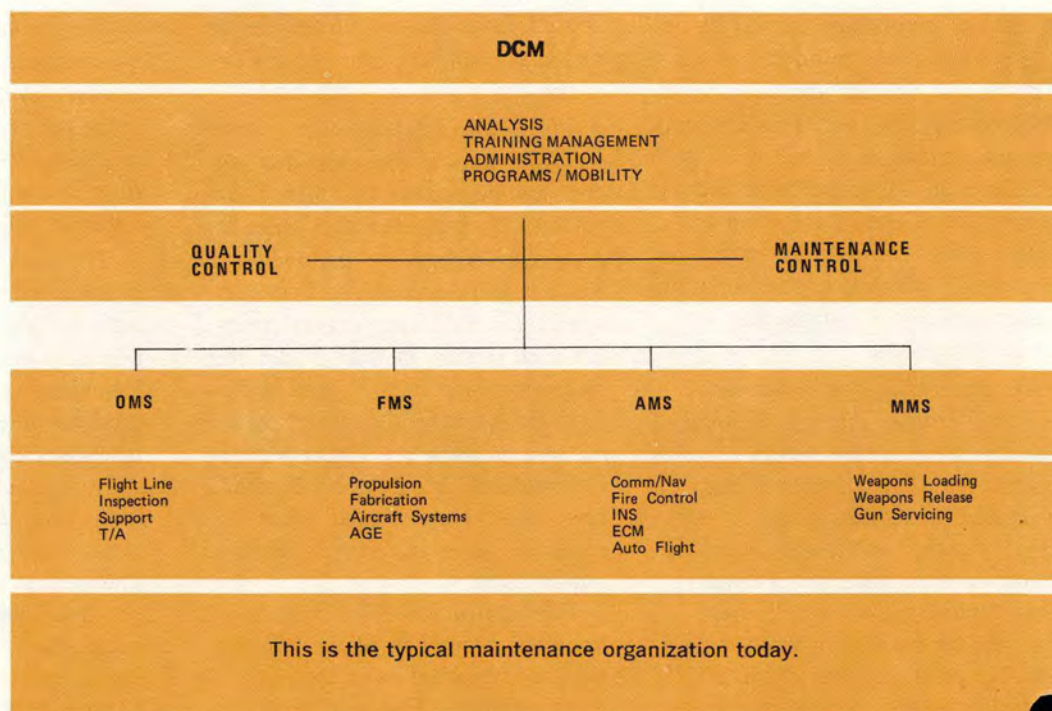 DCM
ANALYSIS
TRAINING MANAGEMENT
ADMINISTRATION
PROGRAMS / MOBILITY
QUALITY
CONTROL
MAINTENANCE
CONTROL
OMS
FMS
AMS
MMS
Flight Line
Inspection
Support
T/A
Propulsion
Fabrication
Aircraft Systems
AGE
Comm/Nav
Fire Control
INS
ECM
Auto Flight
Weapons Loading
Weapons Release
Gun Servicing
This is the typical maintenance organization today.